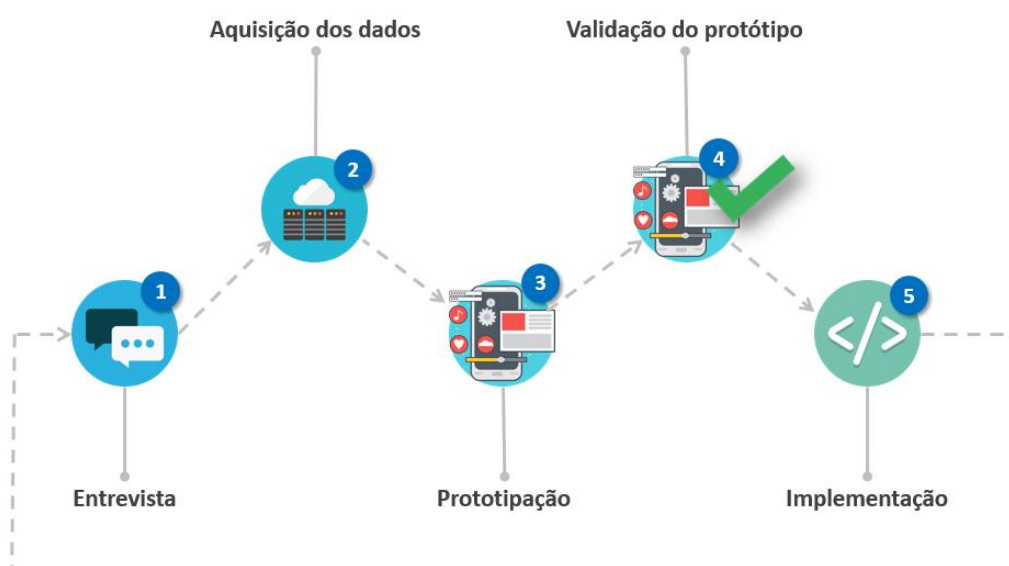 Aquisição dos dados
Validação do protótipo
1
2
3
4
5
</>
Entrevista
Prototipação
Implementação